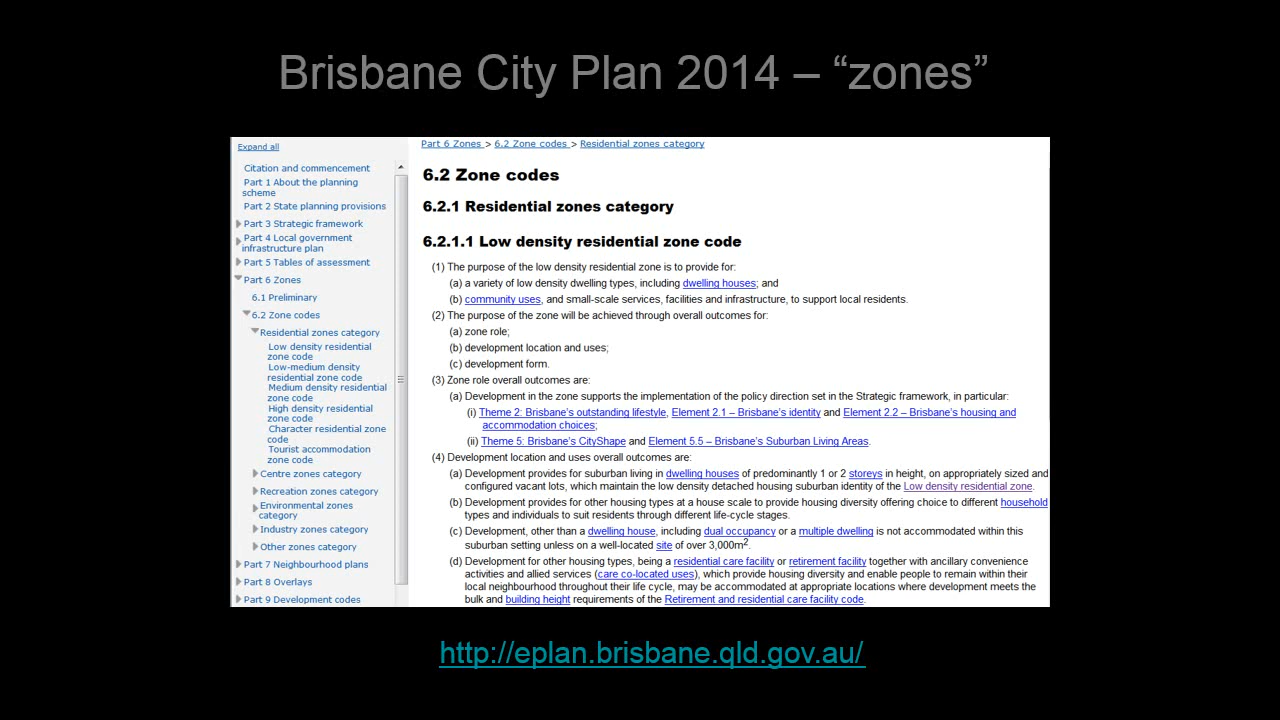 Brisbane City Plan 2014 – “zones”
Expand all
Citation and commencement
Part 1 About the planning
scheme
Part 2 State planning provisions
Part 3 Strategic framework
Part 4 Local government
infrastructure plan
Part 5 Tables of assessment
Part 6 Zones
6.1 Preliminary
6.2 Zone codes
Residential zones category
Low density residential
zone code
Low-medium density
residential zone code
Medium density residential
zone code
High density residential
zone code
Character residential zone
code
Tourist accommodation
zone code
Centre zones category
Recreation zones category
Environmental zones
category
Industry zones category
Other zones category
Part 7 Neighbourhood plans
Part 8 Overlays
Part 9 Development codes
Part 6 Zones > 6.2 Zone codes > Residential zones category
6.2 Zone codes
6.2.1 Residential zones category
6.2.1.1 Low density residential zone code
(1) The purpose of the low density residential zone is to provide for:
(a) a variety of low density dwelling types, including dwelling houses; and
(b) community uses, and small-scale services, facilities and infrastructure, to support local residents.
(2) The purpose of the zone will be achieved through overall outcomes for:
(a) zone role;
(b) development location and uses;
(c) development form.
(3) Zone role overall outcomes are:
(a) Development in the zone supports the implementation of the policy direction set in the Strategic framework, in particular:
(i) Theme 2: Brisbane’s outstanding lifestyle, Element 2.1 – Brisbane’s identity and Element 2.2 – Brisbane’s housing and
accommodation choices;
(ii) Theme 5: Brisbane’s CityShape and Element 5.5 – Brisbane’s Suburban Living Areas.
(4) Development location and uses overall outcomes are:
(a) Development provides for suburban living in dwelling houses of predominantly 1 or 2 storeys in height, on appropriately sized and
configured vacant lots, which maintain the low density detached housing suburban identity of the Low density residential zone.
(b) Development provides for other housing types at a house scale to provide housing diversity offering choice to different household
types and individuals to suit residents through different life-cycle stages.
(c) Development, other than a dwelling house, including dual occupancy or a multiple dwelling is not accommodated within this
suburban setting unless on a well-located site of over 3,000m².
(d) Development for other housing types, being a residential care facility or retirement facility together with ancillary convenience
activities and allied services (care co-located uses), which provide housing diversity and enable people to remain within their
local neighbourhood throughout their life cycle, may be accommodated at appropriate locations where development meets the
bulk and building height requirements of the Retirement and residential care facility code.
http://eplan.brisbane.qld.gov.au/